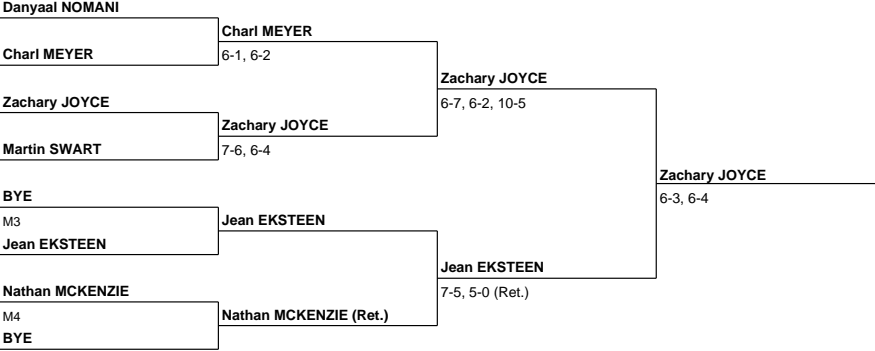 Danyaal NOMANI
Charl MEYER
Charl MEYER
6-1, 6-2
Zachary JOYCE
Zachary JOYCE
6-7, 6-2, 10-5
Zachary JOYCE
Martin SWART
7-6, 6-4
Zachary JOYCE
BYE
6-3, 6-4
M3
Jean EKSTEEN
Jean EKSTEEN
Jean EKSTEEN
Nathan MCKENZIE
7-5, 5-0 (Ret.)
M4
Nathan MCKENZIE (Ret.)
BYE